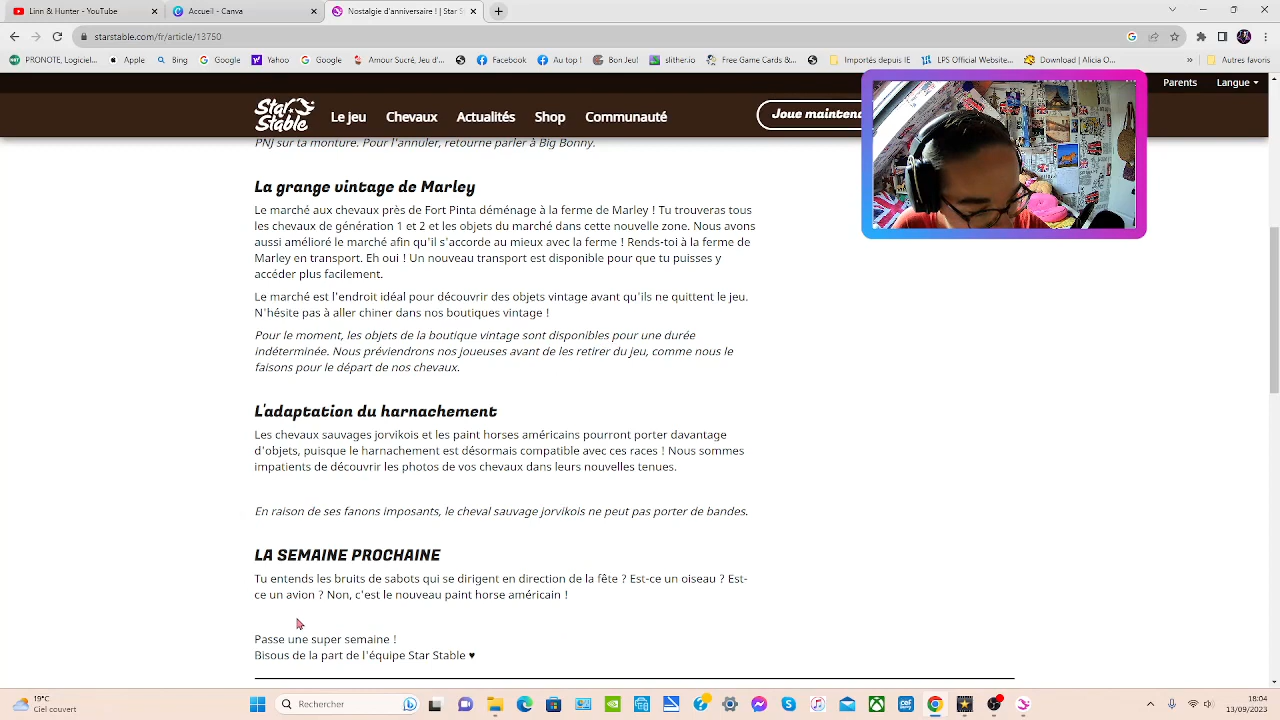 Linn & Hunter - YouTube
Accueil - Canva
Nostalgie d'anniversaire ! | Star S
starstable.com/fr/article/13750
PRONOTE, Logiciel...
Apple
Bing
Google
Yahoo
Google
Amour Sucré, Jeu d'...
Facebook
Au top !
Bon Jeol
slither.io
Free Game Cards Bu...
Importés depuis IE
LPS Official Website...
Download | Alicia O...
Autres favoris
Parents
Langue
Star Stable
Le jeu
Chevaux
Actualités
Shop
Communauté
Joue maintena
PNJ sur ta monture. Pour l'annuler, retourne parler à Big Bonny.
La grange vintage de Marley
Le marché aux chevaux près de Fort Pinta déménage à la ferme de Marley ! Tu trouveras tous
les chevaux de génération 1 et 2 et les objets du marché dans cette nouvelle zone. Nous avons
aussi amélioré le marché afin qu'il s'accorde au mieux avec la ferme ! Rends-toi à la ferme de
Marley en transport. Eh oui ! Un nouveau transport est disponible pour que tu puisses y
accéder plus facilement.
Le marché est l'endroit idéal pour découvrir des objets vintage avant qu'ils ne quittent le jeu.
N'hésite pas à aller chiner dans nos boutiques vintage !
Pour le moment, les objets de la boutique vintage sont disponibles pour une durée
indéterminée. Nous préviendrons nos joueuses avant de les retirer du jeu, comme nous le
faisons pour le départ de nos chevaux.
L'adaptation du harnachement
Les chevaux sauvages jorvikois et les paint horses américains pourront porter davantage
d'objets, puisque le harnachement est désormais compatible avec ces races ! Nous sommes
impatients de découvrir les photos de vos chevaux dans leurs nouvelles tenues.
En raison de ses fanons imposants, le cheval sauvage jorvikois ne peut pas porter de bandes.
LA SEMAINE PROCHAINE
Tu entends les bruits de sabots qui se dirigent en direction de la fête ? Est-ce un oiseau ? Est-
ce un avion ? Non, c'est le nouveau paint horse américain !
Passe une super semaine !
Bisous de la part de l'équipe Star Stable ♥
19°C
Ciel couvert
Rechercher
18:04
13/09/2023